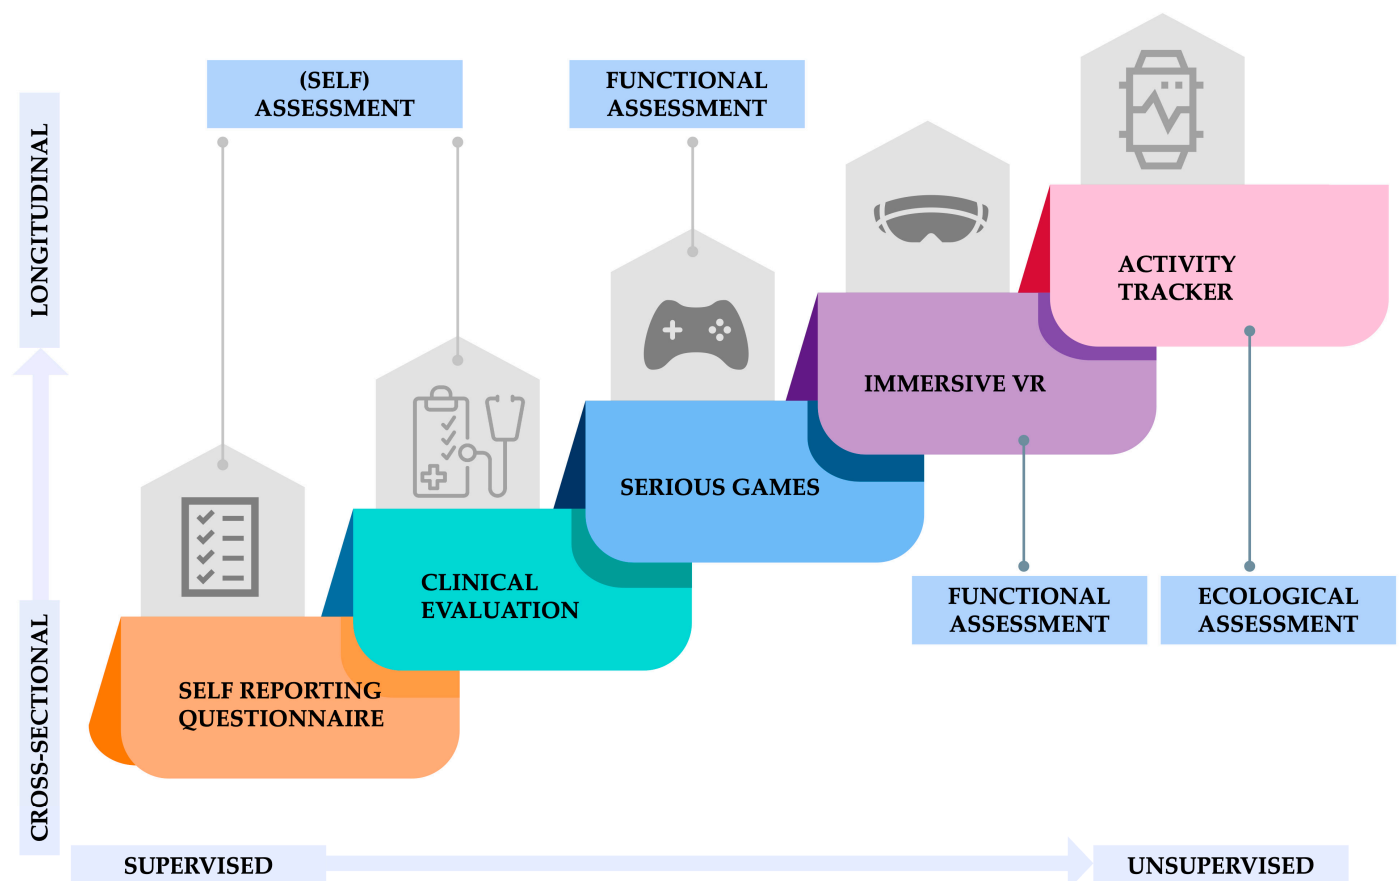 (SELF)
ASSESSMENT
FUNCTIONAL
ASSESSMENT
LONGITUDINAL
ACTIVITY
TRACKER
IMMERSIVE VR
SERIOUS GAMES
CLINICAL
EVALUATION
FUNCTIONAL
ASSESSMENT
ECOLOGICAL
ASSESSMENT
SELF REPORTING
QUESTIONNAIRE
CROSS-SECTIONAL
SUPERVISED
UNSUPERVISED